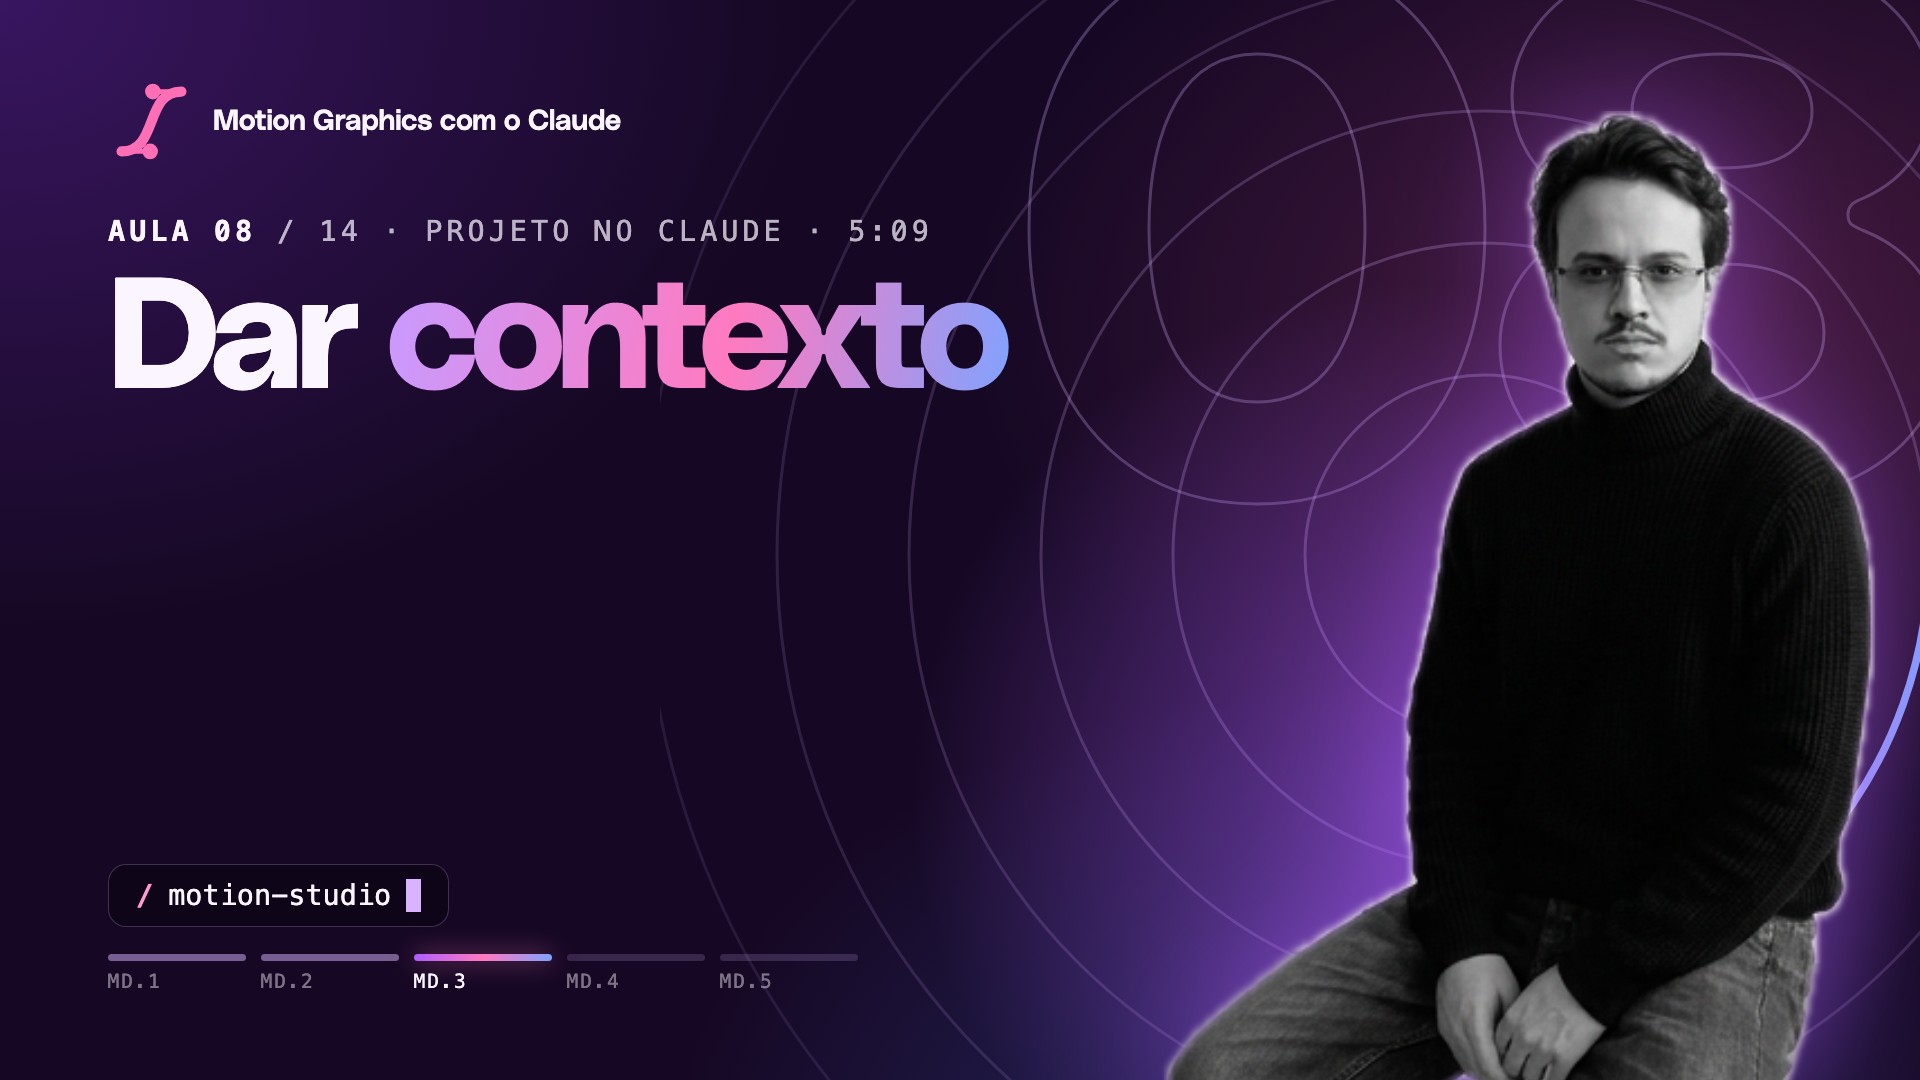 Motion Graphics com o Claude
AULA 08 / 14 · PROJETO NO CLAUDE · 5:09
Dar contexto
/ motion-studio
MD.1 MD.2 MD.3 MD.4 MD.5